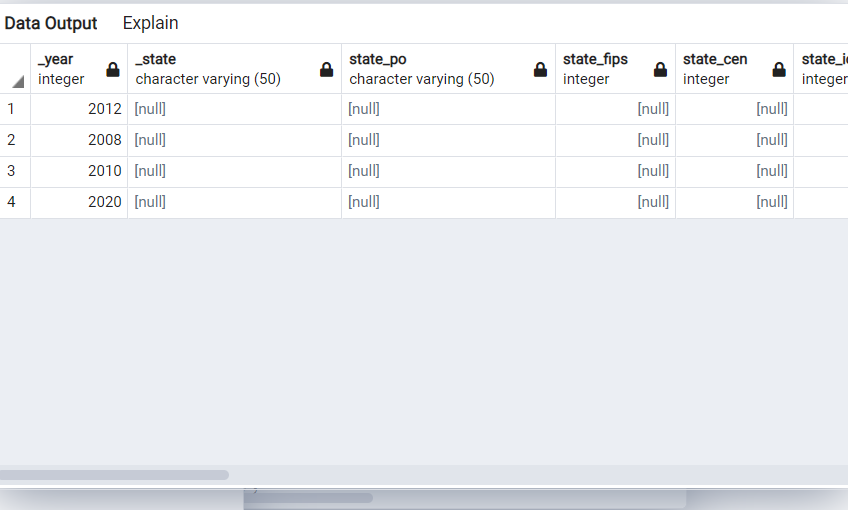 Data Output Explain
_year _state state_po state_fips state_cen
integer character varying (50) character varying (50) integer integer integer
1 2012 [null] [null] [null] [null]
2 2008 [null] [null] [null] [null]
3 2010 [null] [null] [null] [null]
4 2020 [null] [null] [null] [null]